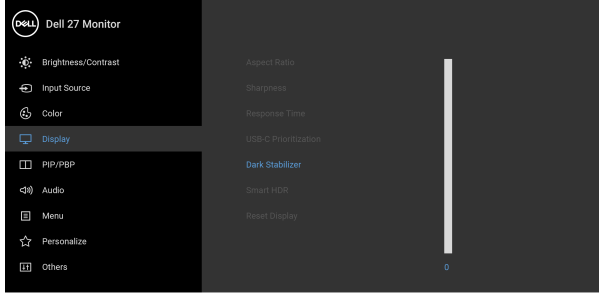 DELL
Dell 27 Monitor
Brightness/Contrast
Input Source
Color
Display
PIP/PBP
Audio
Menu
Personalize
Others
Aspect Ratio
Sharpness
Response Time
USB-C Prioritization
Dark Stabilizer
Smart HDR
Reset Display
0